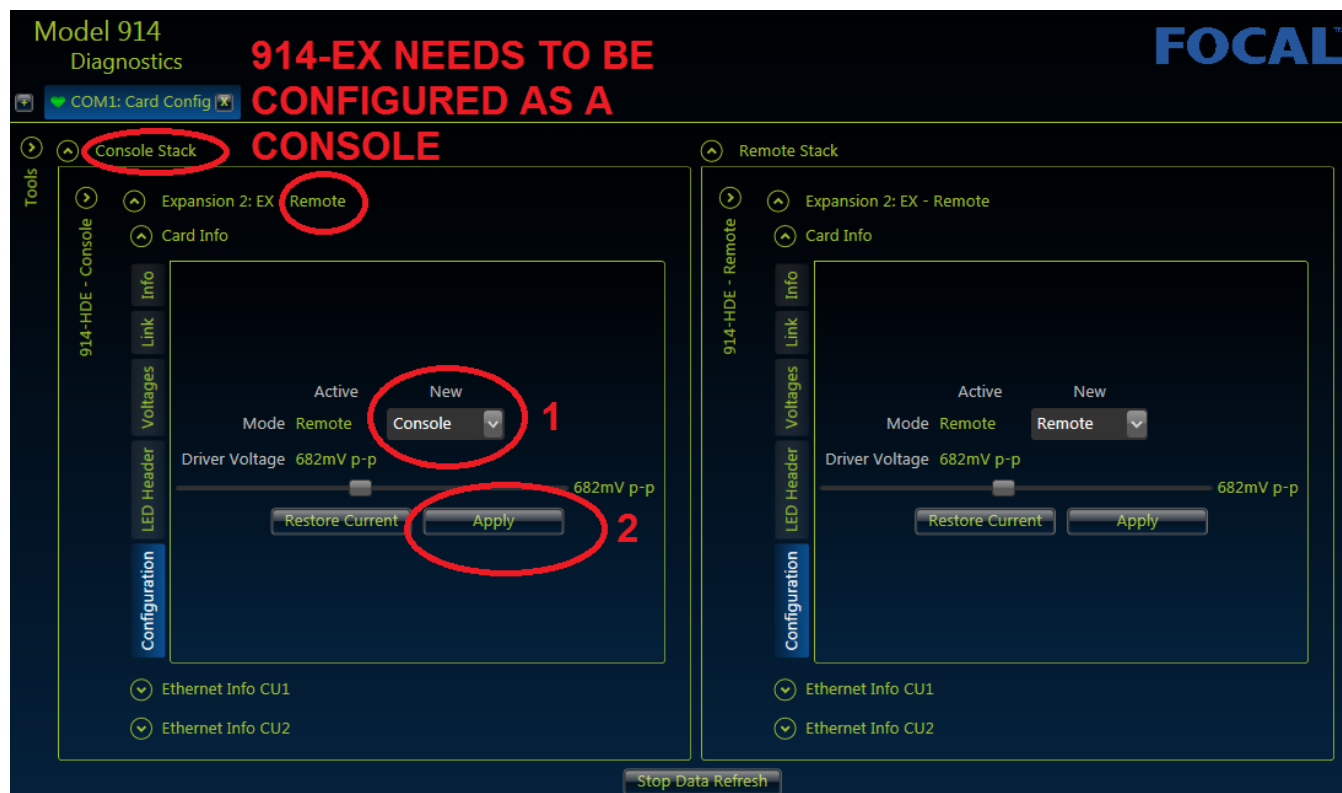 Model 914
Diagnostics
914-EX NEEDS TO BE
CONFIGURED AS A
CONSOLE
FOCAL
TM
COM1: Card Config
Tools
Console Stack
914-HDE - Console
Expansion 2: EX - Remote
Card Info
Info
Link
Voltages
LED Header
Configuration
Active New
Mode Remote Console
1
Driver Voltage 682mV p-p
682mV p-p
Restore Current Apply
2
Ethernet Info CU1
Ethernet Info CU2
Remote Stack
914-HDE - Remote
Expansion 2: EX - Remote
Card Info
Info
Link
Voltages
LED Header
Configuration
Active New
Mode Remote Remote
Driver Voltage 682mV p-p
682mV p-p
Restore Current Apply
Ethernet Info CU1
Ethernet Info CU2
Stop Data Refresh